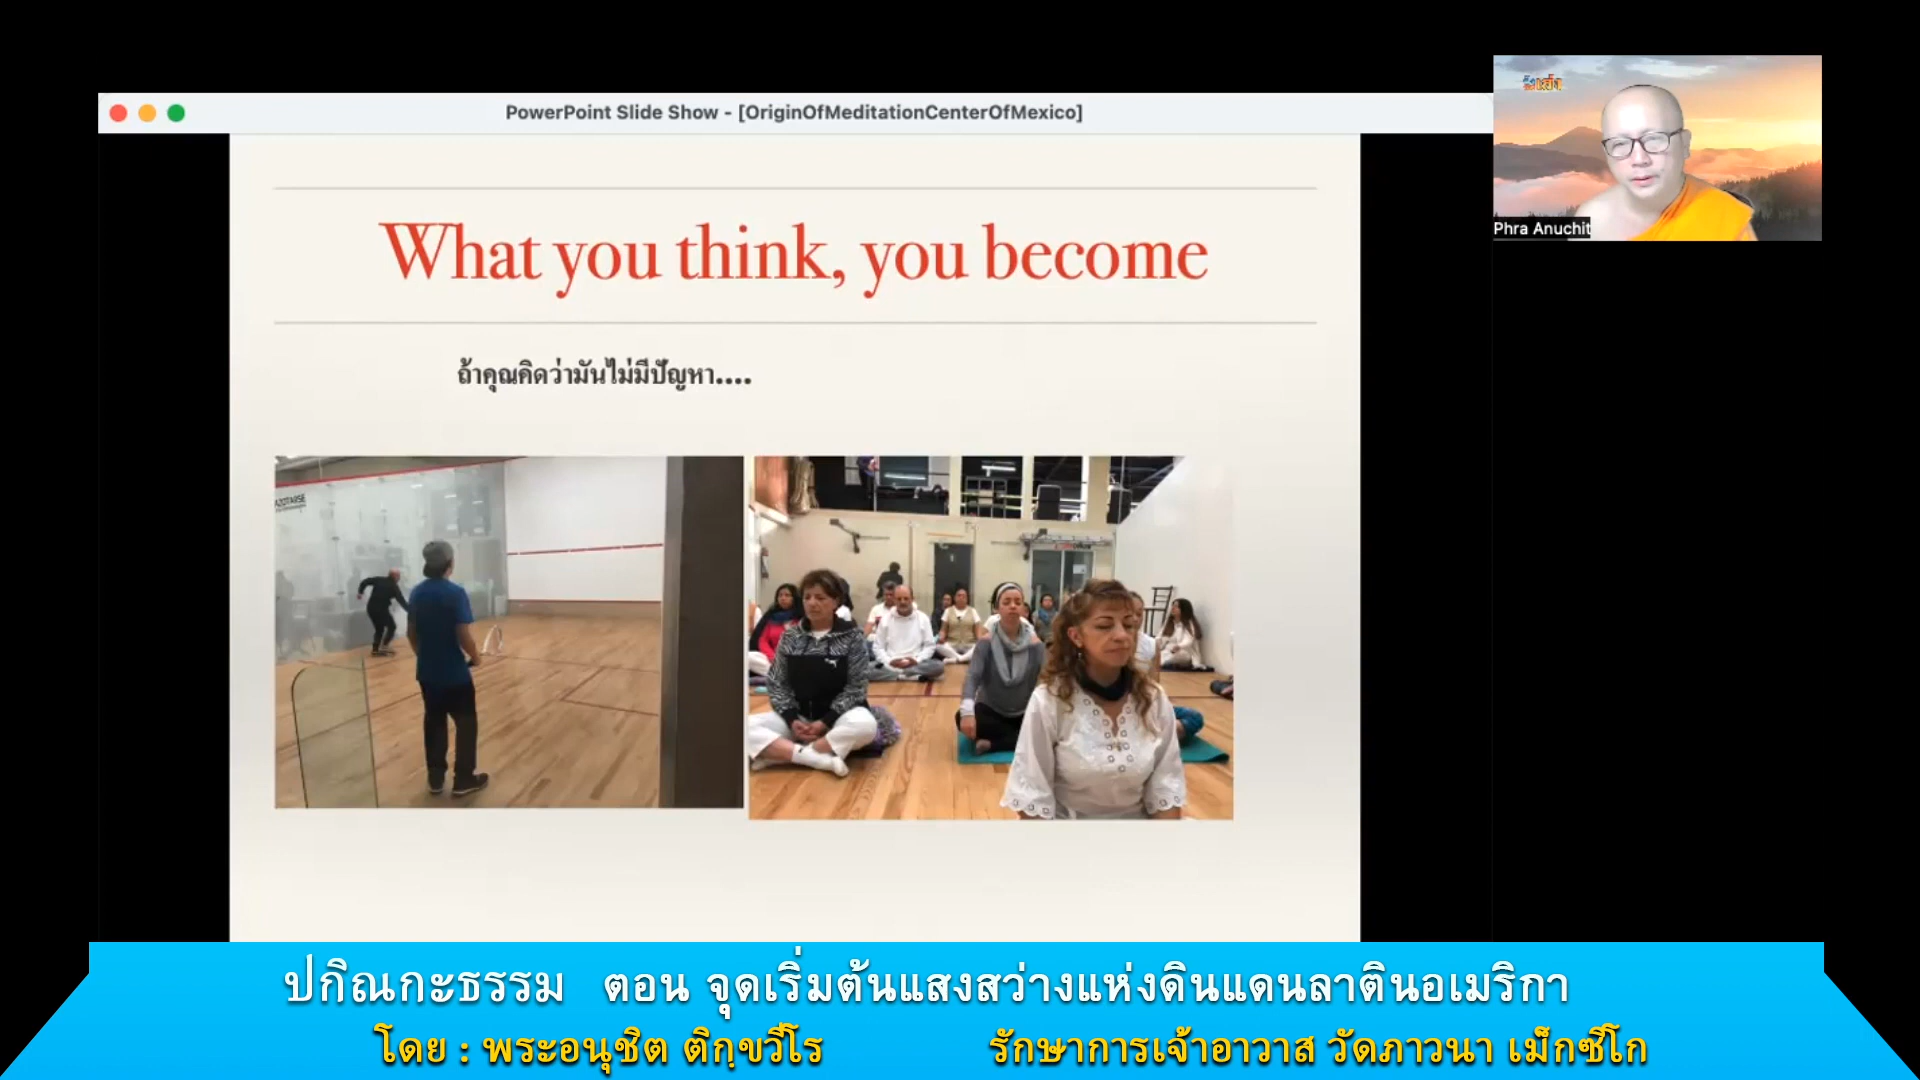 PowerPoint Slide Show - [OriginOfMeditationCenterOfMexico]
Phra Anuchit
What you think, you become
ถ้าคุณคิดว่ามันไม่มีปัญหา....
ปกิณกะธรรม ตอน จุดเริ่มต้นแสงสว่างแห่งดินแดนลาตินอเมริกา
โดย : พระอนุชิต ติกฺขวีโร รักษาการเจ้าอาวาส วัดภาวนา เม็กซีโก